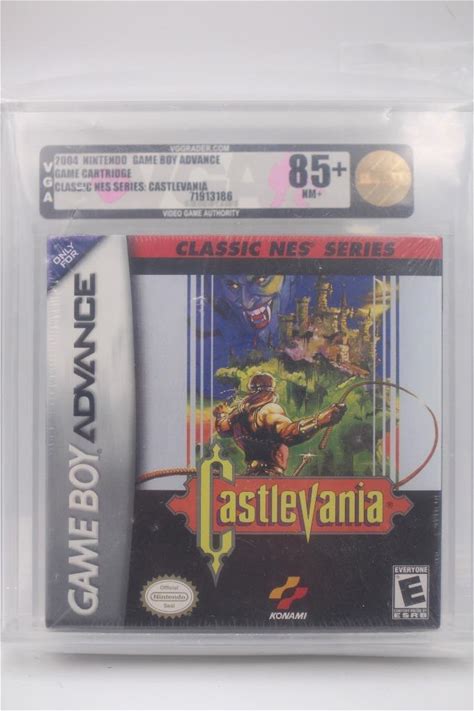 VGGRADER.COM
VGA
2004 NINTENDO GAME BOY ADVANCE
GAME CARTRIDGE
CLASSIC NES SERIES: CASTLEVANIA
71913186
85+
NM+
VIDEO GAME AUTHORITY
ONLY FOR
GAME BOY ADVANCE
CLASSIC NES SERIES
Castlevania
Official
Nintendo
Seal
KONAMI
EVERYONE
E
ESRB